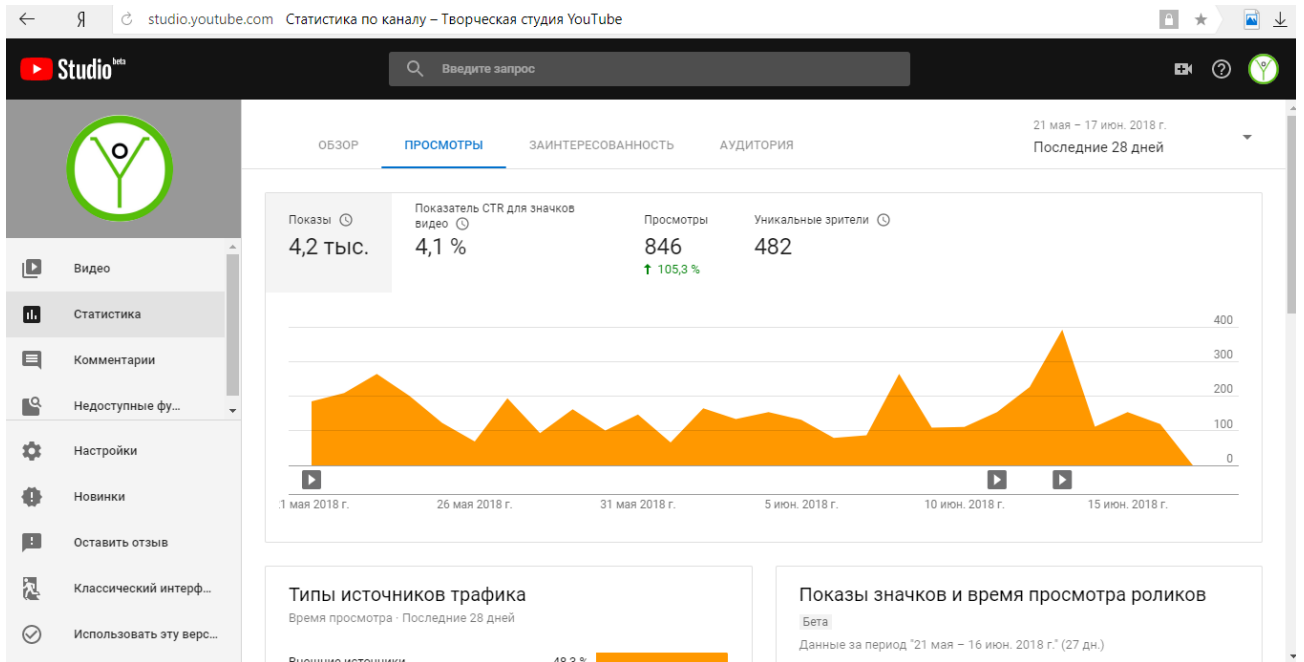 Я studio.youtube.com Статистика по каналу – Творческая студия YouTube
Studio beta
Введите запрос
ОБЗОР ПРОСМОТРЫ ЗАИНТЕРЕСОВАННОСТЬ АУДИТОРИЯ
21 мая – 17 июн. 2018 г.
Последние 28 дней
Видео
Статистика
Комментарии
Недоступные фу...
Настройки
Новинки
Оставить отзыв
Классический интерф...
Использовать эту верс...
Показы
4,2 тыс.
Показатель CTR для значков
видео
4,1 %
Просмотры
846
105,3 %
Уникальные зрители
482
400
300
200
100
0
1 мая 2018 г. 26 мая 2018 г. 31 мая 2018 г. 5 июн. 2018 г. 10 июн. 2018 г. 15 июн. 2018 г.
Типы источников трафика
Время просмотра · Последние 28 дней
Внешние источники 48,3 %
Показы значков и время просмотра роликов
Бета
Данные за период "21 мая – 16 июн. 2018 г." (27 дн.)